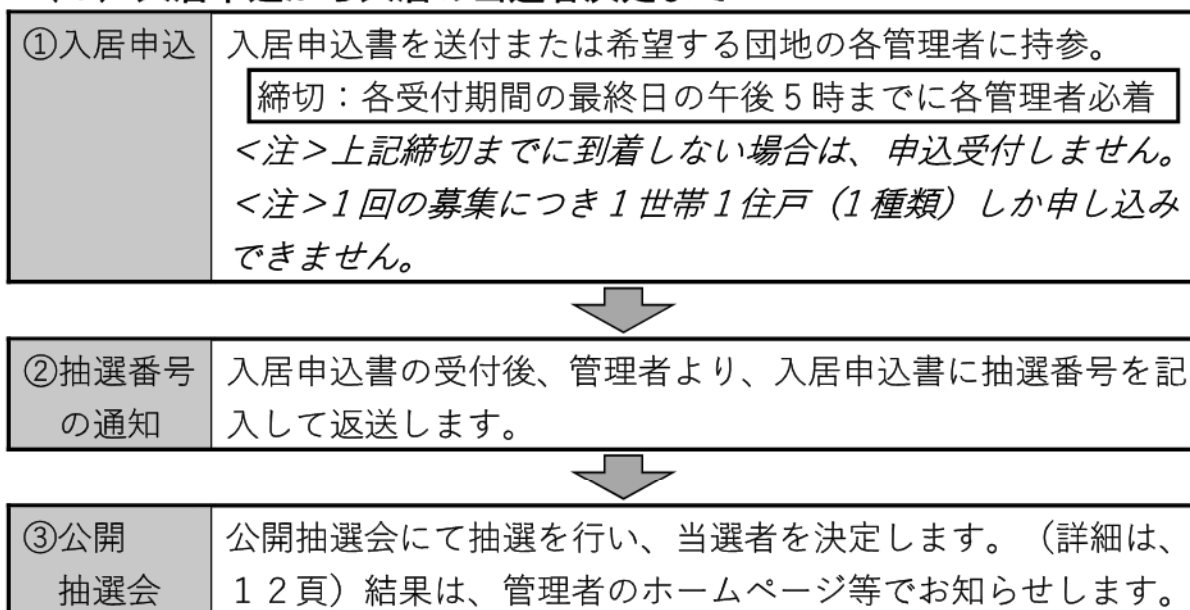 ①入居申込
入居申込書を送付または希望する団地の各管理者に持参。
締切：各受付期間の最終日の午後５時までに各管理者必着
＜注＞上記締切までに到着しない場合は、申込受付しません。
＜注＞1回の募集につき１世帯１住戸（1種類）しか申し込み
できません。
②抽選番号
の通知
入居申込書の受付後、管理者より、入居申込書に抽選番号を記
入して返送します。
③公開
抽選会
公開抽選会にて抽選を行い、当選者を決定します。（詳細は、
１２頁）結果は、管理者のホームページ等でお知らせします。